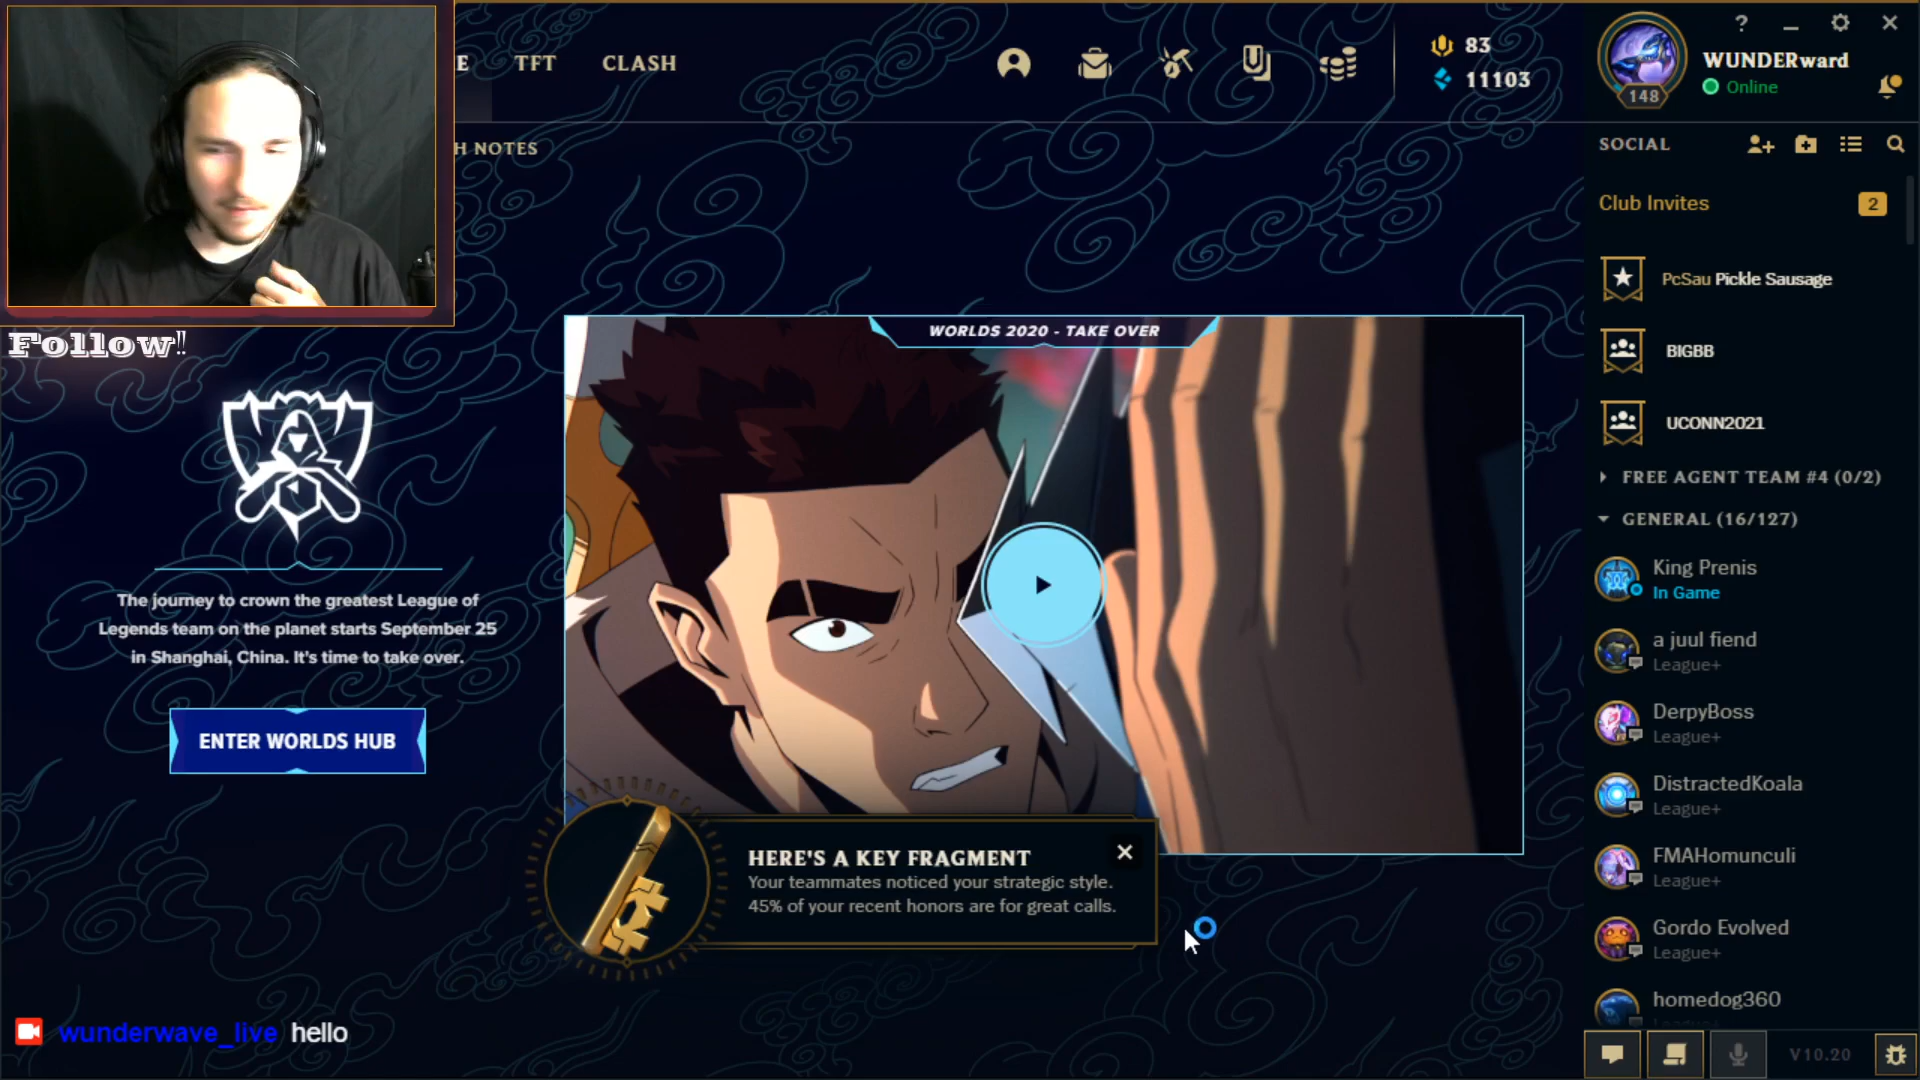 E
TFT
CLASH
83
11103
?
WUNDERward
Online
148
H NOTES
SOCIAL
Club Invites
2
PcSau Pickle Sausage
BIGBB
UCONN2021
FREE AGENT TEAM #4 (0/2)
GENERAL (16/127)
King Prenis
In Game
a juul fiend
League+
DerpyBoss
League+
DistractedKoala
League+
FMAHomunculi
League+
Gordo Evolved
League+
homedog360
League+
V10.20
Follow!!
WORLDS 2020 - TAKE OVER
The journey to crown the greatest League of
Legends team on the planet starts September 25
in Shanghai, China. It's time to take over.
ENTER WORLDS HUB
HERE'S A KEY FRAGMENT
Your teammates noticed your strategic style.
45% of your recent honors are for great calls.
wunderwave_live hello